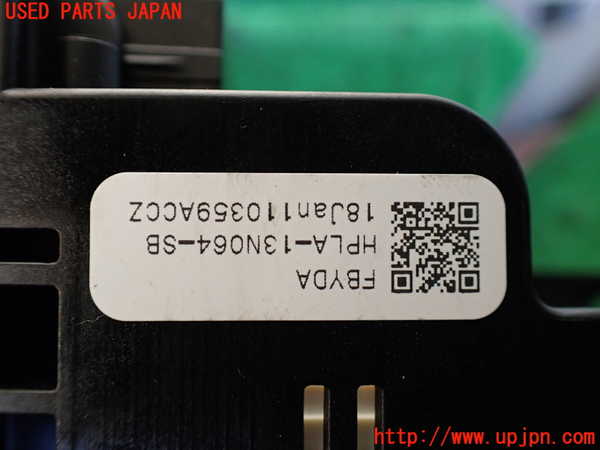 USED PARTS JAPAN
FBYDA
HPLA-13N064-SB
18Jan110359ACCZ
http://www.upjpn.com/